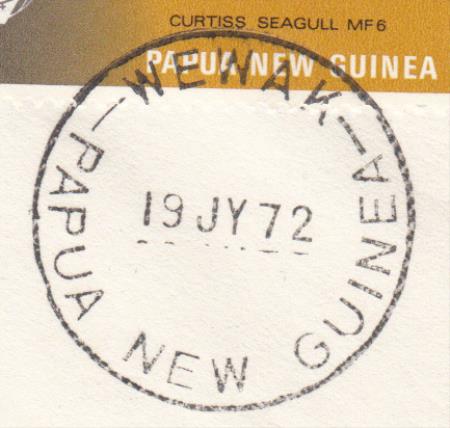 CURTISS SEAGULL MF6
PAPUA NEW GUINEA
WEWAK
19 JY 72
PAPUA NEW GUINEA